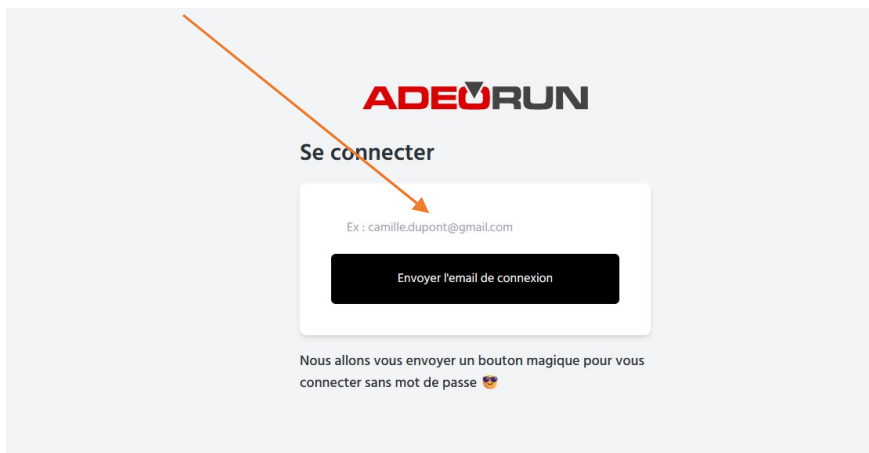 ADEORUN
Se connecter
Ex : camille.dupont@gmail.com
Envoyer l'email de connexion
Nous allons vous envoyer un bouton magique pour vous
connecter sans mot de passe 😎